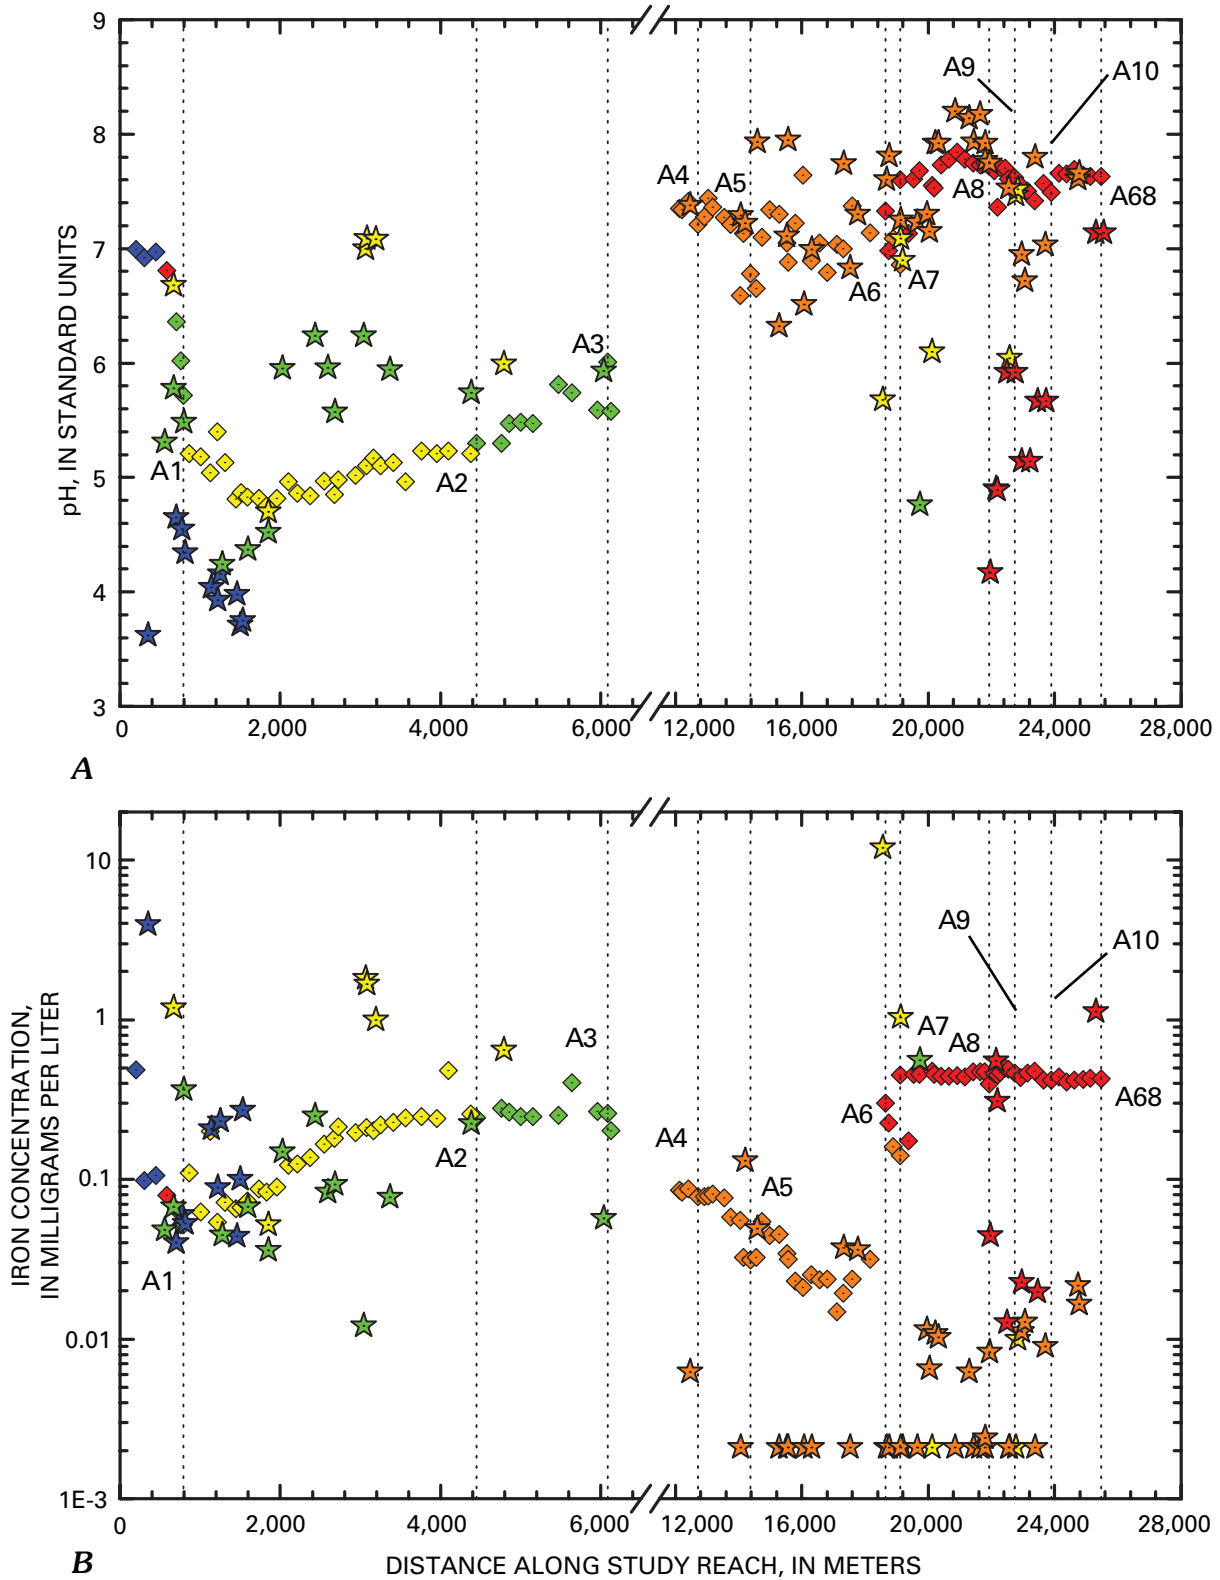 9
8
7
6
5
4
3
pH, IN STANDARD UNITS
A9
A10
A4
A5
A8
A68
A6
A7
A3
A1
A2
0
2,000
4,000
6,000
12,000
16,000
20,000
24,000
28,000
A
10
1
0.1
0.01
1E-3
IRON CONCENTRATION,
IN MILLIGRAMS PER LITER
A9
A10
A3
A7
A8
A68
A6
A4
A2
A5
A1
0
2,000
4,000
6,000
12,000
16,000
20,000
24,000
28,000
B
DISTANCE ALONG STUDY REACH, IN METERS